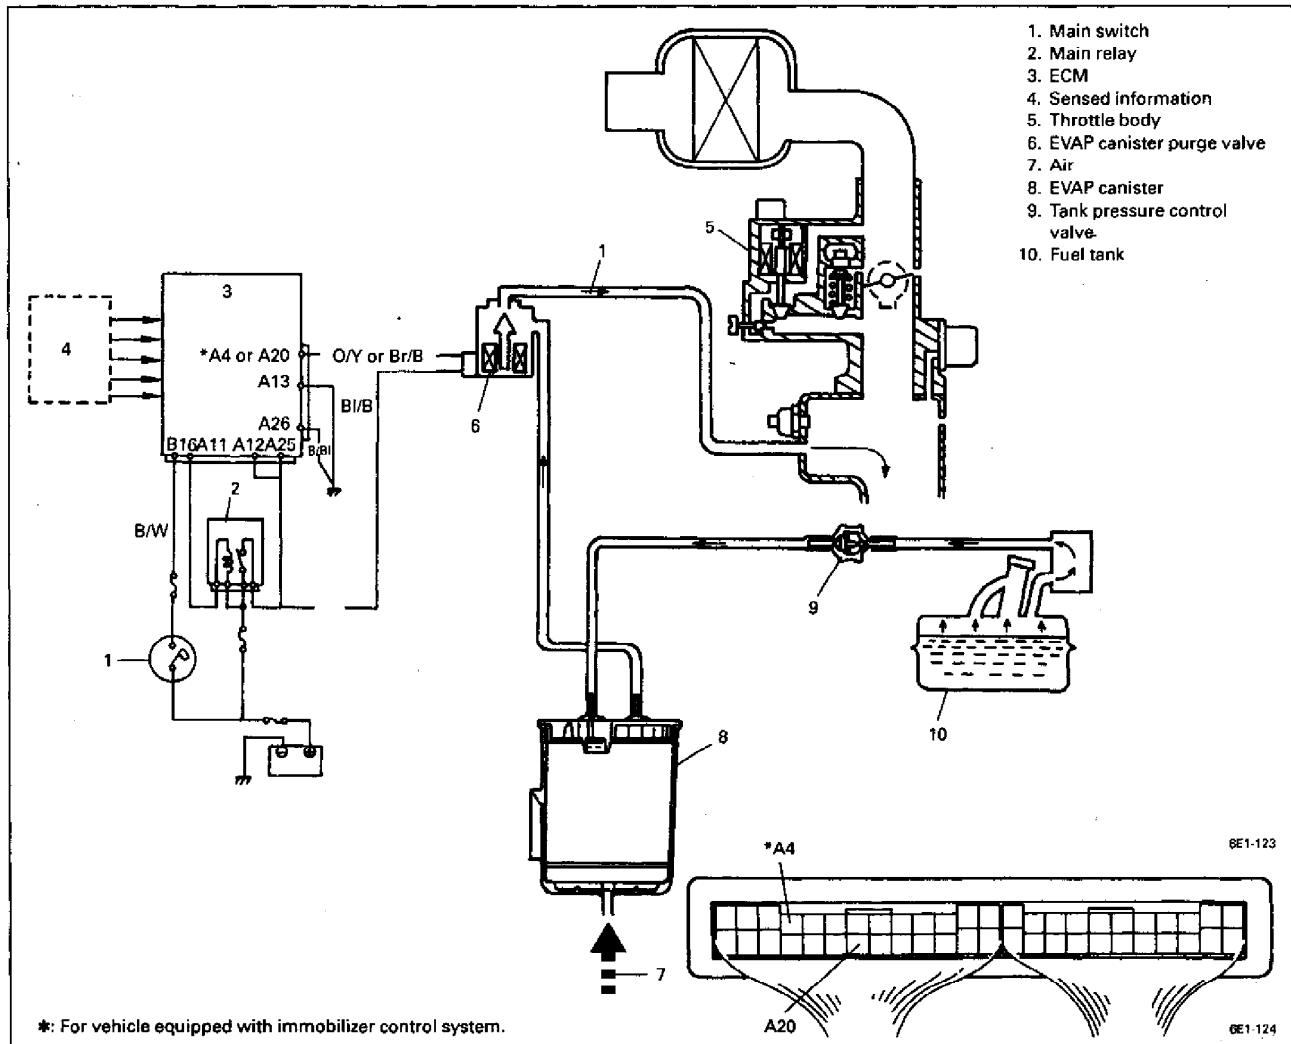 1. Main switch
2. Main relay
3. ECM
4. Sensed information
5. Throttle body
6. EVAP canister purge valve
7. Air
8. EVAP canister
9. Tank pressure control
valve
10. Fuel tank
5
1
3
4
*A4 or A20
O/Y or Br/B
A13
Bl/B
A26
B/Bl
6
B16 A11 A12 A25
2
B/W
9
1
8
10
6E1-123
*A4
7
A20
6E1-124
*: For vehicle equipped with immobilizer control system.